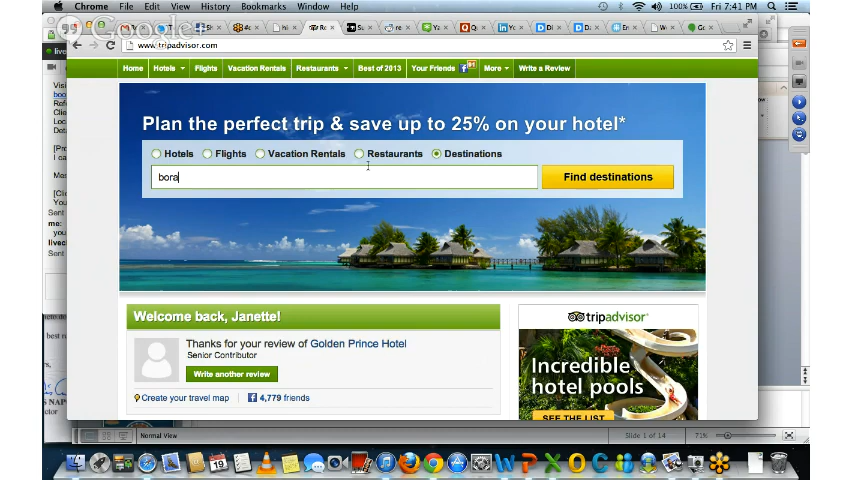 Chrome File Edit View History Bookmarks Window Help 100% Fri 7:41 PM
Google+
www.tripadvisor.com
Home Hotels Flights Vacation Rentals Restaurants Best of 2013 Your Friends More Write a Review
Plan the perfect trip & save up to 25% on your hotel*
Hotels Flights Vacation Rentals Restaurants Destinations
bora
Find destinations
Welcome back, Janette!
Thanks for your review of Golden Prince Hotel
Senior Contributor
Write another review
Create your travel map 4,779 friends
tripadvisor
Incredible
hotel pools
SEE THE LIST
Normal View Slide 1 of 14 71%